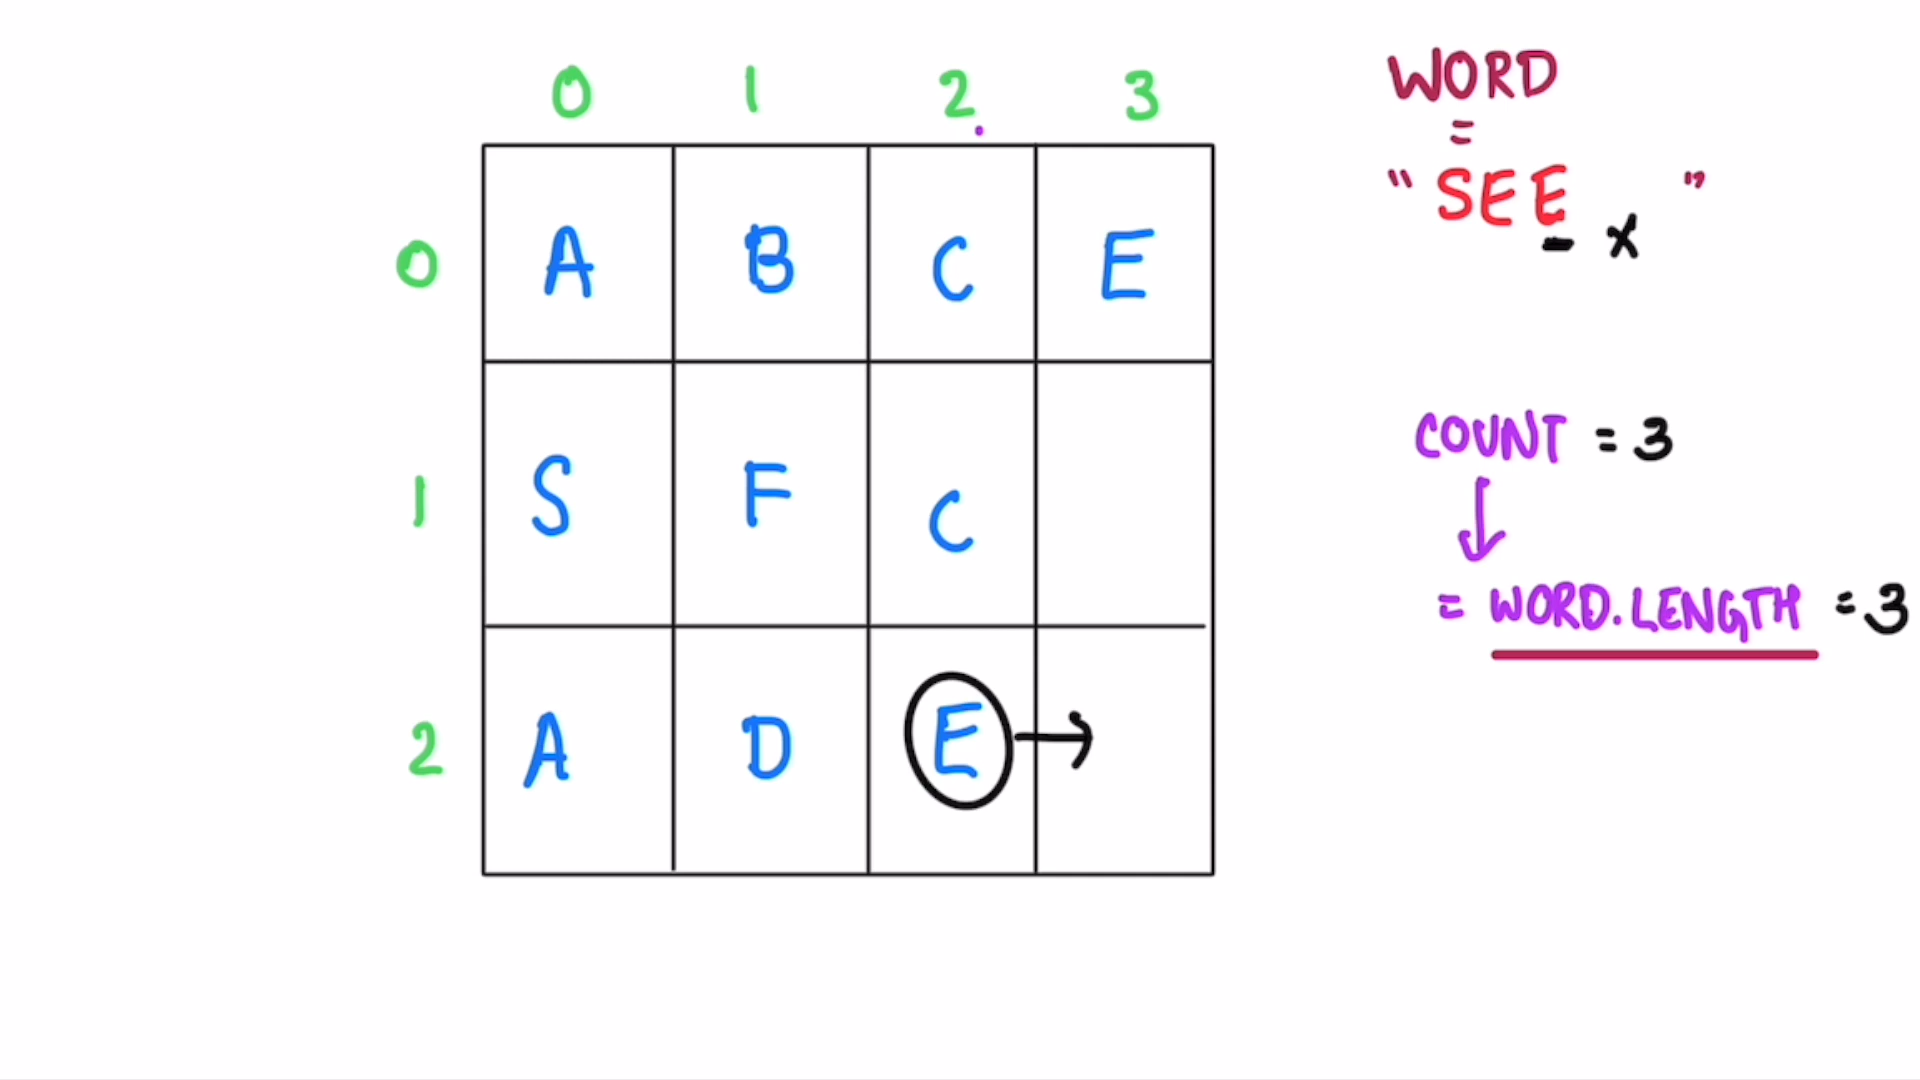 0 1 2. 3
WORD
=
"SEE "
- x
0 A B C E
1 S F C
COUNT = 3
↓
= WORD.LENGTH = 3
2 A D E →